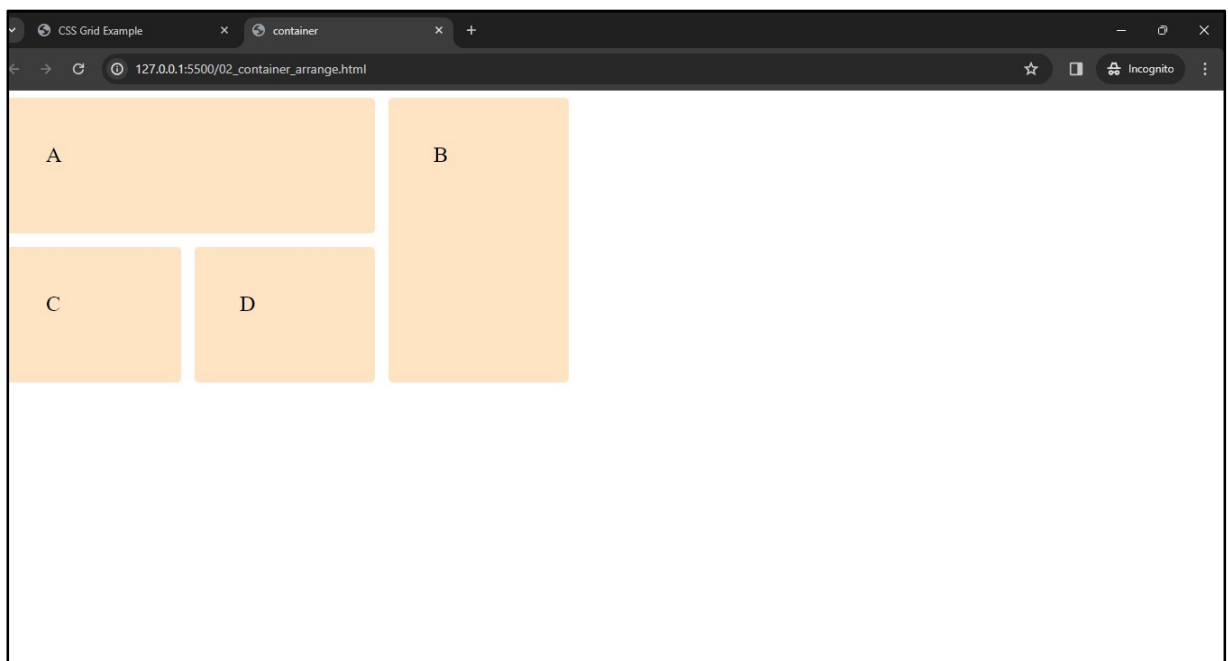 CSS Grid Example
container
127.0.0.1:5500/02_container_arrange.html
Incognito
A
B
C
D